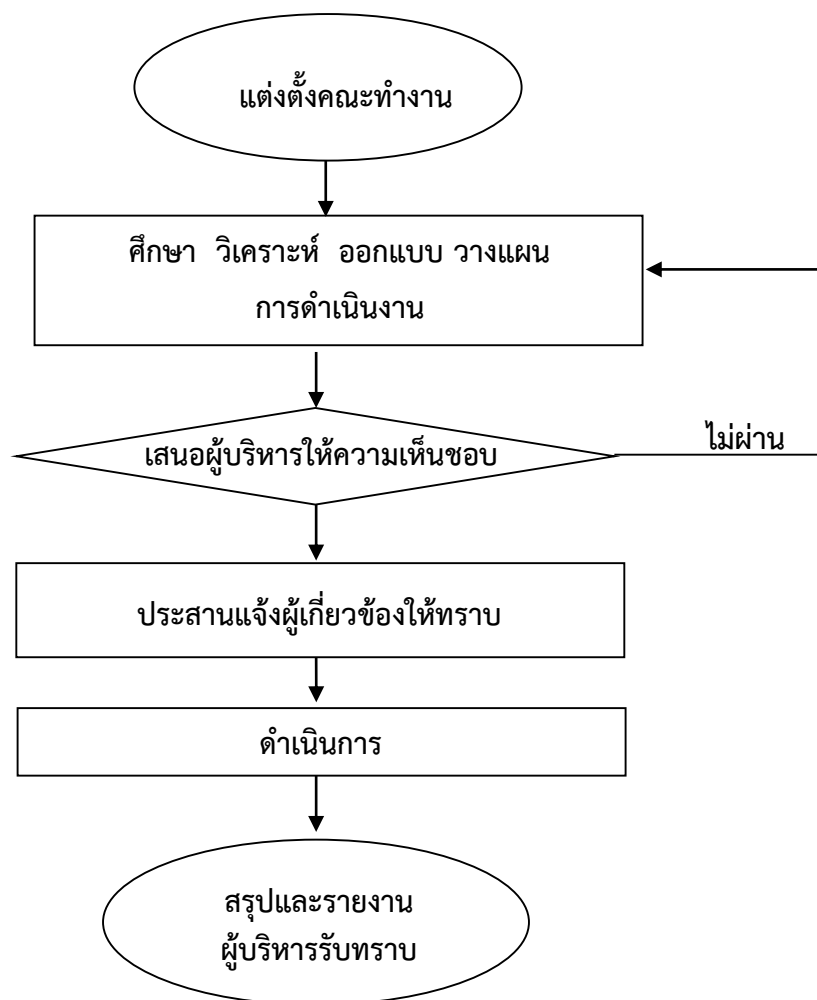 แต่งตั้งคณะทำงาน
ศึกษา วิเคราะห์ ออกแบบ วางแผน
การดำเนินงาน
เสนอผู้บริหารให้ความเห็นชอบ
ไม่ผ่าน
ประสานแจ้งผู้เกี่ยวข้องให้ทราบ
ดำเนินการ
สรุปและรายงาน
ผู้บริหารรับทราบ